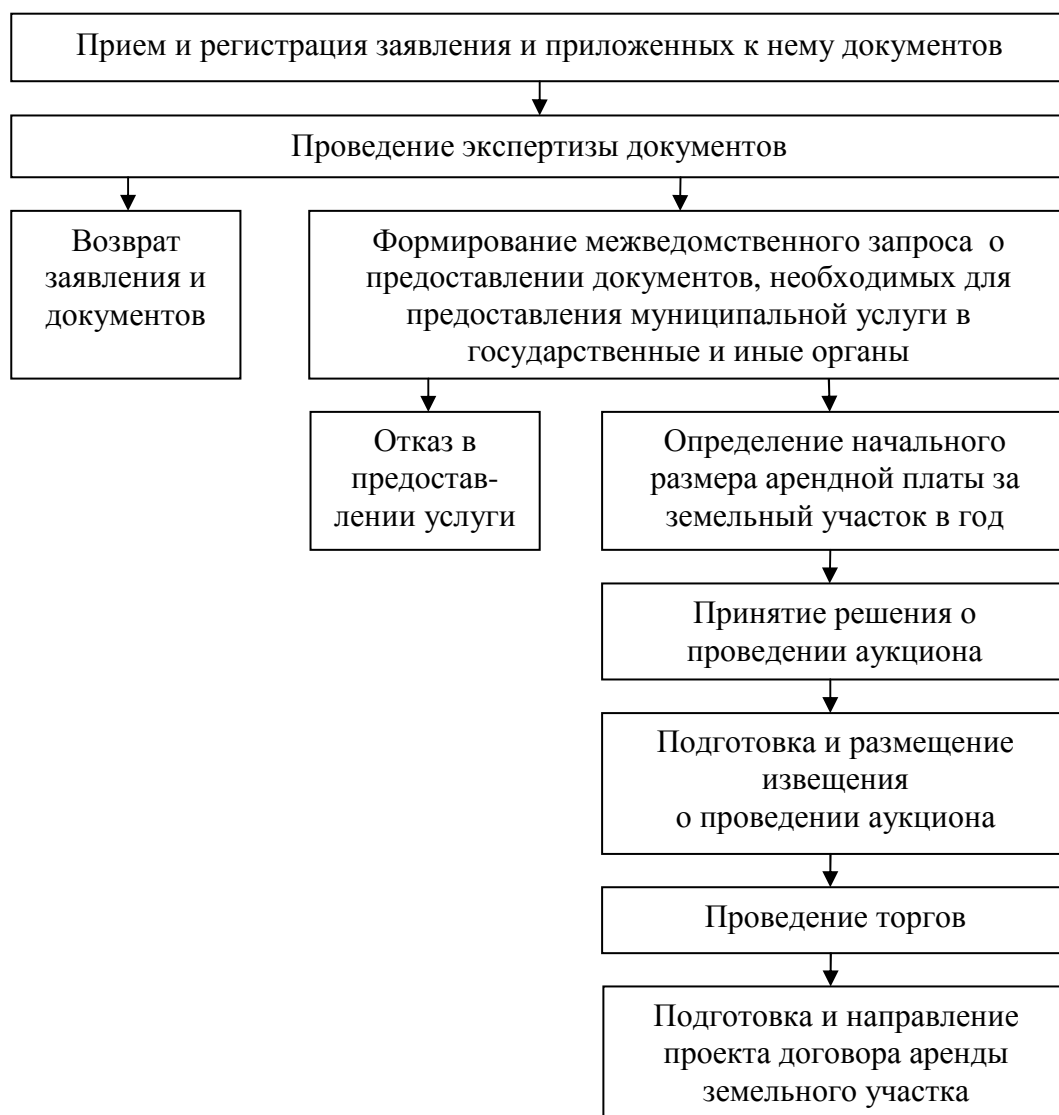 Прием и регистрация заявления и приложенных к нему документов
Проведение экспертизы документов
Возврат
заявления и
документов
Формирование межведомственного запроса  о
предоставлении документов, необходимых для
предоставления муниципальной услуги в
государственные и иные органы
Отказ в
предостав-
лении услуги
Определение начального
размера арендной платы за
земельный участок в год
Принятие решения о
проведении аукциона
Подготовка и размещение
извещения
о проведении аукциона
Проведение торгов
Подготовка и направление
проекта договора аренды
земельного участка